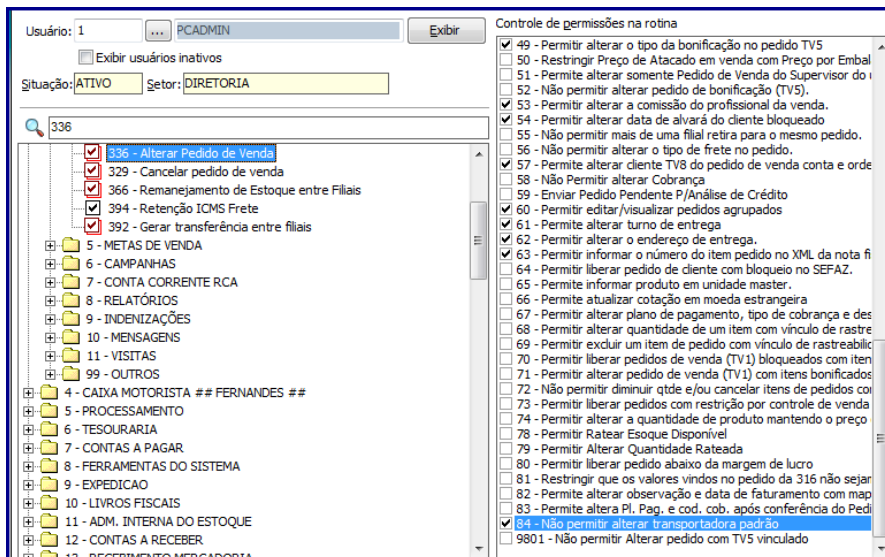 Usuário: 1 ... PCADMIN Exibir
Exibir usuários inativos
Situação: ATIVO Setor: DIRETORIA
336
336 - Alterar Pedido de Venda
329 - Cancelar pedido de venda
366 - Remanejamento de Estoque entre Filiais
394 - Retenção ICMS Frete
392 - Gerar transferência entre filiais
5 - METAS DE VENDA
6 - CAMPANHAS
7 - CONTA CORRENTE RCA
8 - RELATÓRIOS
9 - INDENIZAÇÕES
10 - MENSAGENS
11 - VISITAS
99 - OUTROS
4 - CAIXA MOTORISTA ## FERNANDES ##
5 - PROCESSAMENTO
6 - TESOURARIA
7 - CONTAS A PAGAR
8 - FERRAMENTAS DO SISTEMA
9 - EXPEDICAO
10 - LIVROS FISCAIS
11 - ADM. INTERNA DO ESTOQUE
12 - CONTAS A RECEBER
13 - RECEBIMENTO MERCADORIA
Controle de permissões na rotina
49 - Permitir alterar o tipo da bonificação no pedido TV5
50 - Restringir Preço de Atacado em venda com Preço por Embal
51 - Permite alterar somente Pedido de Venda do Supervisor do
52 - Não permitir alterar pedido de bonificação (TV5).
53 - Permitir alterar a comissão do profissional da venda.
54 - Permitir alterar data de alvará do cliente bloqueado
55 - Não permitir mais de uma filial retira para o mesmo pedido.
56 - Não permitir alterar o tipo de frete no pedido.
57 - Permite alterar cliente TV8 do pedido de venda conta e orde
58 - Não Permitir alterar Cobrança
59 - Enviar Pedido Pendente P/Análise de Crédito
60 - Permitir editar/visualizar pedidos agrupados
61 - Permite alterar turno de entrega
62 - Permitir alterar o endereço de entrega.
63 - Permitir informar o número do item pedido no XML da nota fi
64 - Permitir liberar pedido de cliente com bloqueio no SEFAZ.
65 - Permite informar produto em unidade master.
66 - Permite atualizar cotação em moeda estrangeira
67 - Permitir alterar plano de pagamento, tipo de cobrança e des
68 - Permitir alterar quantidade de um item com vínculo de rastre
69 - Permitir excluir um item de pedido com vínculo de rastreabilid
70 - Permitir liberar pedidos de venda (TV1) bloqueados com iten
71 - Permitir alterar pedido de venda (TV1) com itens bonificados
72 - Não permitir diminuir qtde e/ou cancelar itens de pedidos co
73 - Permitir liberar pedidos com restrição por controle de venda
74 - Permitir alterar a quantidade de produto mantendo o preço
78 - Permitir Ratear Esoque Disponível
79 - Permitir Alterar Quantidade Rateada
80 - Permitir liberar pedido abaixo da margem de lucro
81 - Restringir que os valores vindos no pedido da 316 não sejar
82 - Permite alterar observação e data de faturamento com map
83 - Permite altera Pl. Pag. e cod. cob. após conferência do Pedi
84 - Não permitir alterar transportadora padrão
9801 - Não permitir Alterar pedido com TV5 vinculado